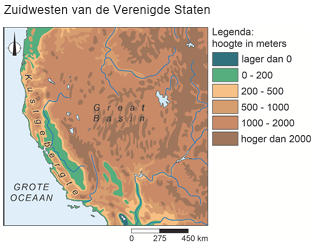 Zuidwesten van de Verenigde Staten
Legenda:
hoogte in meters
lager dan 0
0 - 200
200 - 500
500 - 1000
1000 - 2000
hoger dan 2000
Great
Basin
Kustgebergte
GROTE
OCEAAN
0 275 450 km